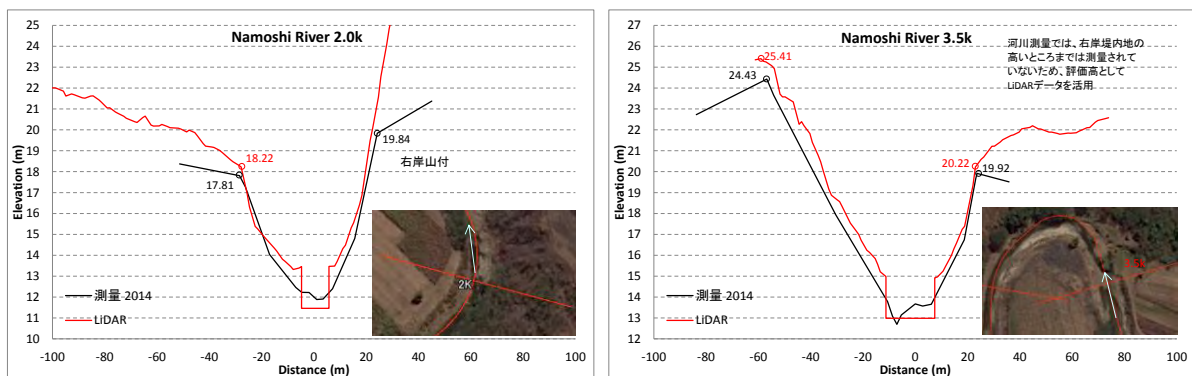 Namoshi River 2.0k
Elevation (m)
25
24
23
22
21
20
19
18
17
16
15
14
13
12
11
10
18.22
17.81
19.84
右岸山付
2K
測量 2014
LiDAR
-100 -80 -60 -40 -20 0 20 40 60 80 100
Distance (m)
Namoshi River 3.5k
Elevation (m)
27
26
25
24
23
22
21
20
19
18
17
16
15
14
13
12
25.41
24.43
河川測量では、右岸堤内地の
高いところまでは測量されて
いないため、評価高として
LiDARデータを活用
20.22
19.92
測量 2014
LiDAR
-100 -80 -60 -40 -20 0 20 40 60 80 100
Distance (m)